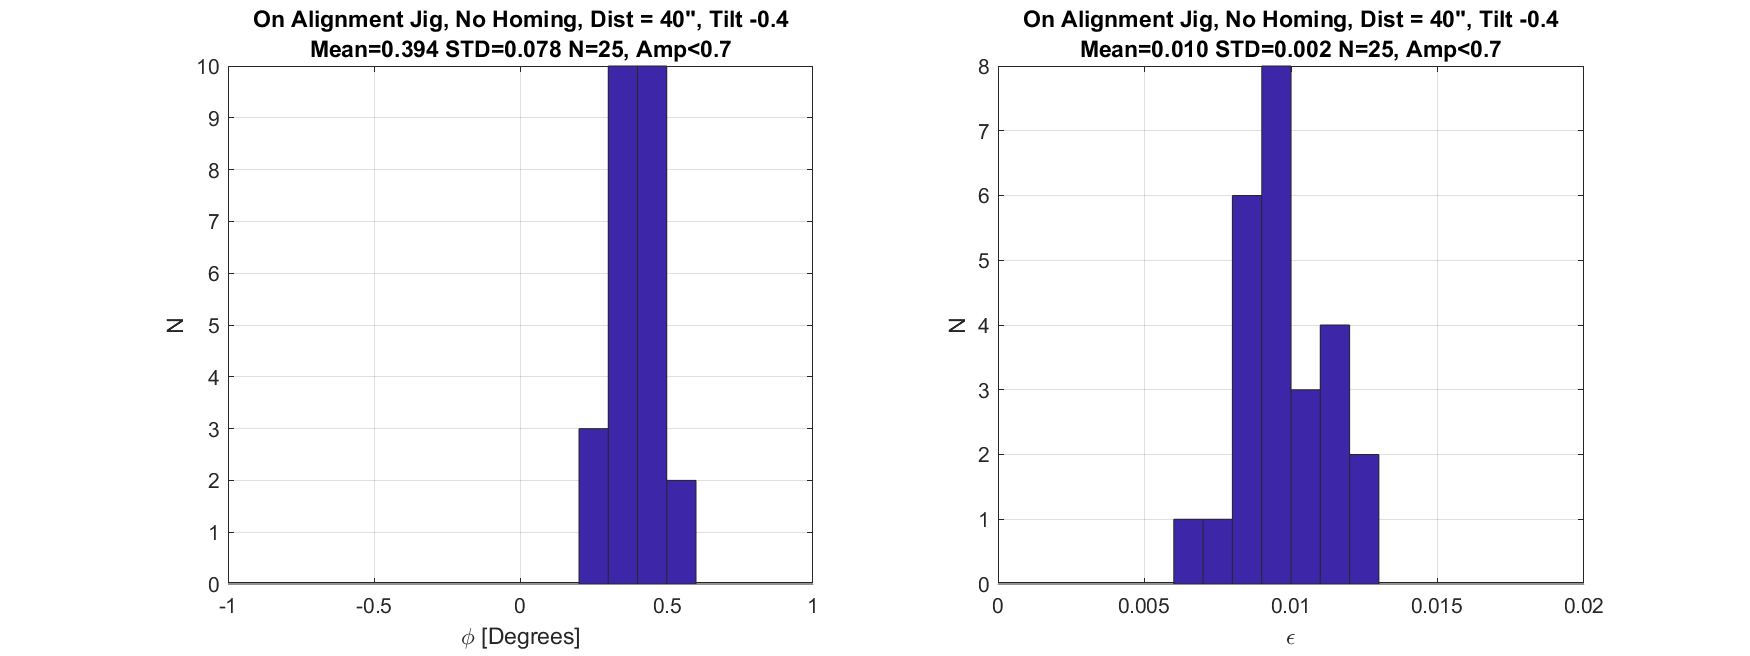 On Alignment Jig, No Homing, Dist = 40", Tilt -0.4
Mean=0.394 STD=0.078 N=25, Amp<0.7
10
9
8
7
6
5
4
3
2
1
0
N
-1 -0.5 0 0.5 1
ϕ [Degrees]
On Alignment Jig, No Homing, Dist = 40", Tilt -0.4
Mean=0.010 STD=0.002 N=25, Amp<0.7
8
7
6
5
4
3
2
1
0
N
0 0.005 0.01 0.015 0.02
ϵ